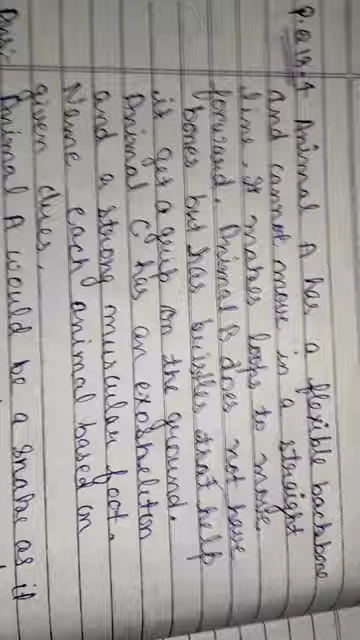 P.Q 19.1 Animal A has a flexible backbone
and cannot move in a straight
line. It makes loops to move
forward. Animal B does not have
bones but has bristles that help
it get a grip on the ground.
Animal C has an exoskeleton
and a strong muscular foot.
Name each animal based on
given clues.
Ans:- Animal A would be a snake as it